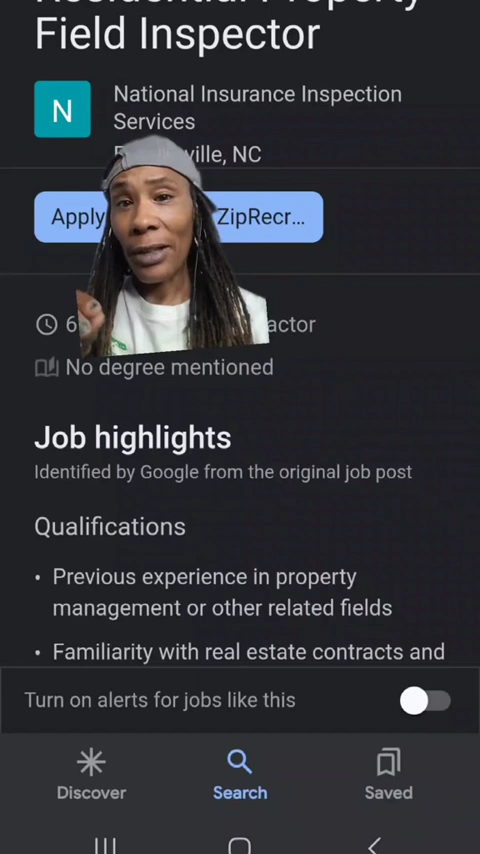 Residential Property
Field Inspector
N
National Insurance Inspection
Services
ville, NC
Apply
ZipRecr...
No degree mentioned
Job highlights
Identified by Google from the original job post
Qualifications
• Previous experience in property
management or other related fields
• Familiarity with real estate contracts and
Turn on alerts for jobs like this
Discover
Search
Saved